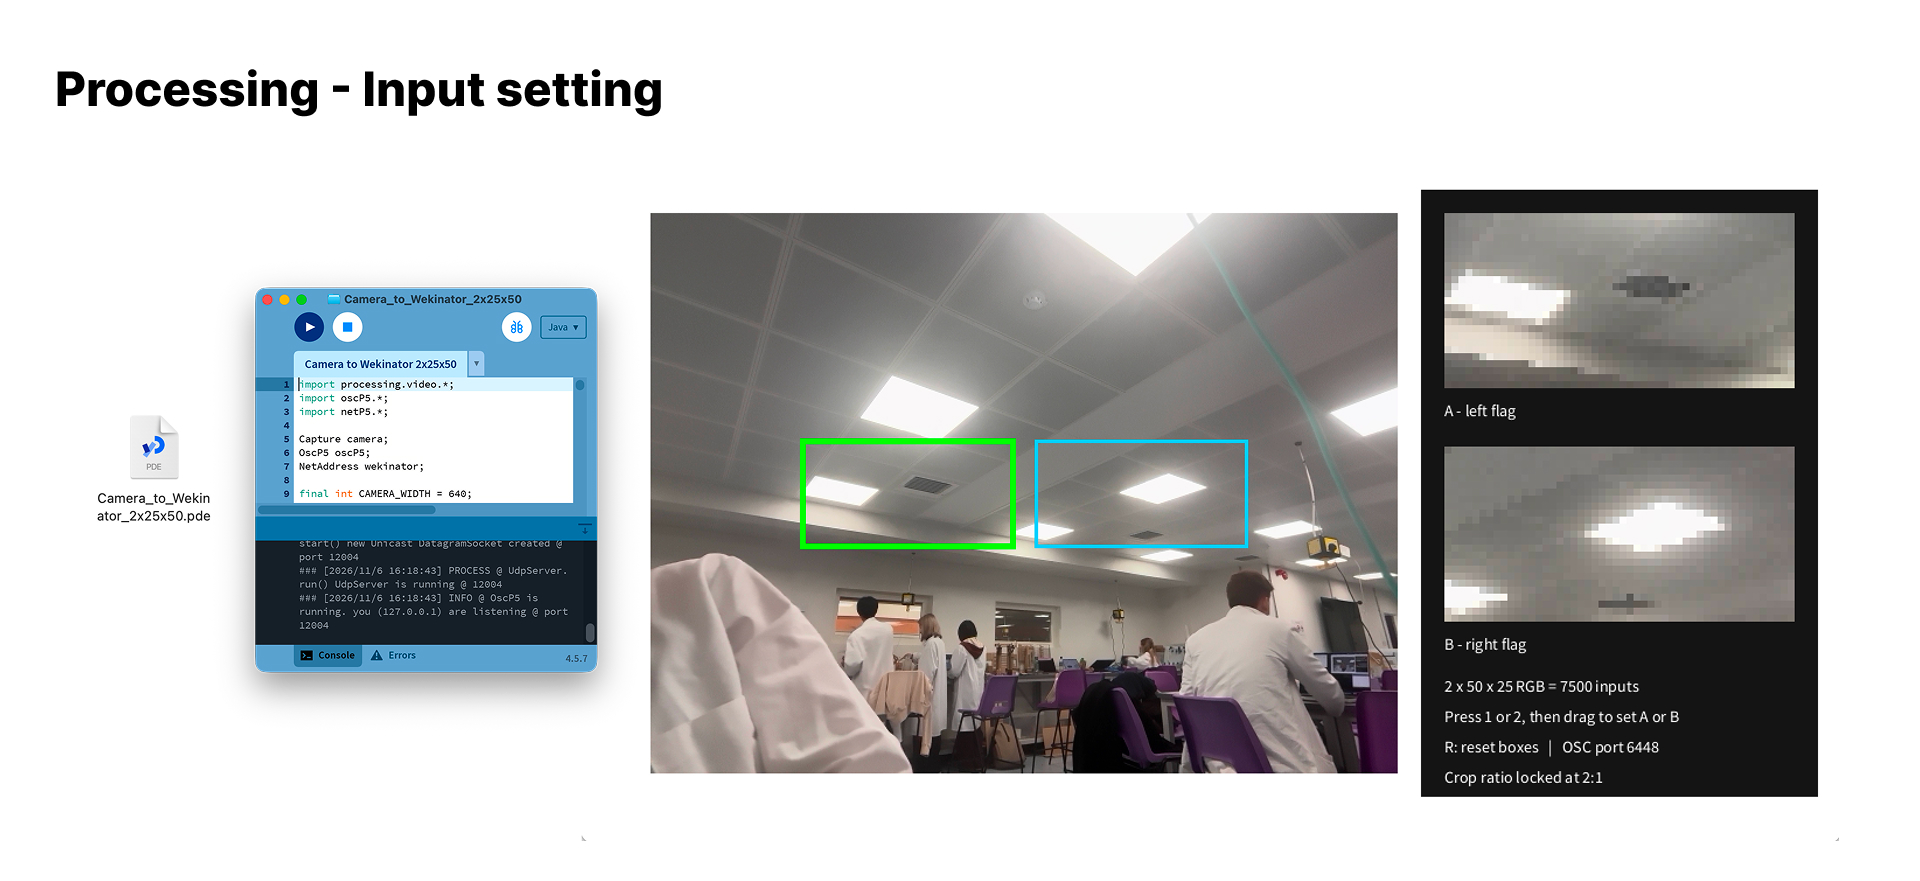 Processing - Input setting
PDE
Camera_to_Wekin
ator_2x25x50.pde
Camera_to_Wekinator_2x25x50
Java
Camera to Wekinator 2x25x50
1 import processing.video.*;
2 import oscP5.*;
3 import netP5.*;
4
5 Capture camera;
6 OscP5 oscP5;
7 NetAddress wekinator;
8
9 final int CAMERA_WIDTH = 640;
start() new Unicast DatagramSocket created @
port 12004
### [2026/11/6 16:18:43] PROCESS @ UdpServer.
run() UdpServer is running @ 12004
### [2026/11/6 16:18:43] INFO @ OscP5 is
running. you (127.0.0.1) are listening @ port
12004
Console
Errors
4.5.7
A - left flag
B - right flag
2 x 50 x 25 RGB = 7500 inputs
Press 1 or 2, then drag to set A or B
R: reset boxes | OSC port 6448
Crop ratio locked at 2:1